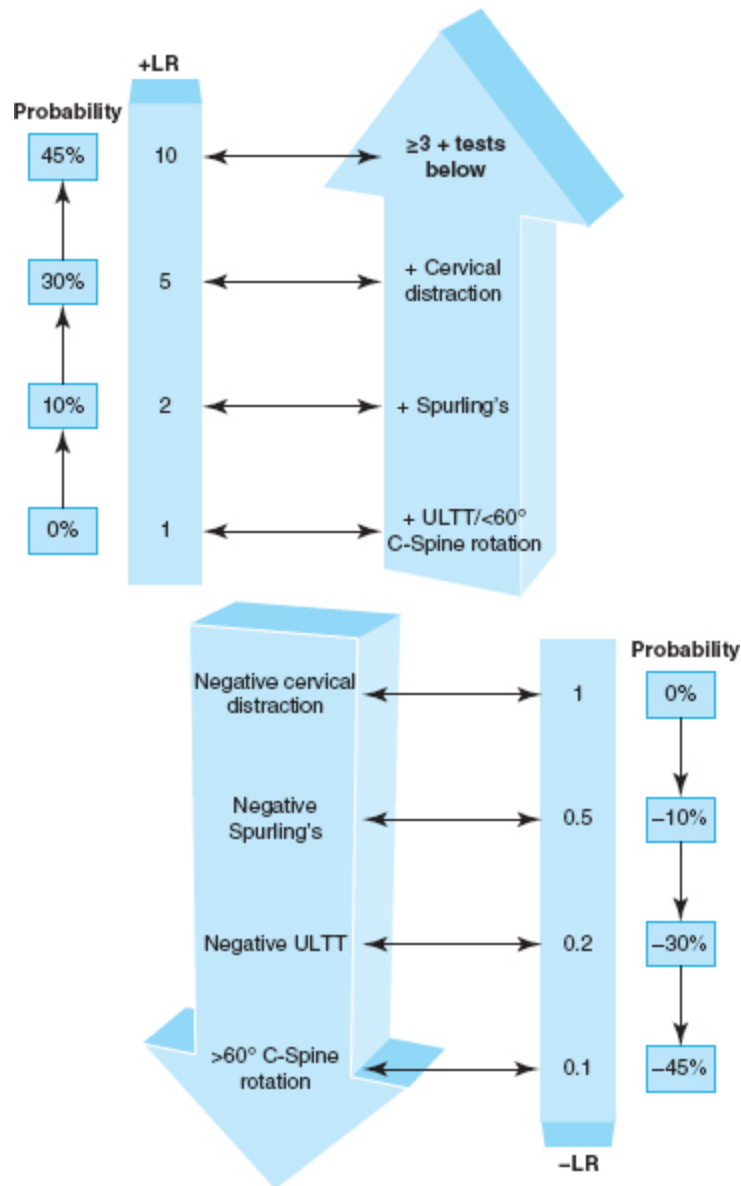 +LR
Probability
45%
10
≥3 + tests
below
30%
5
+ Cervical
distraction
10%
2
+ Spurling's
0%
1
+ ULTT/<60°
C-Spine rotation
Probability
Negative cervical
distraction
1
0%
Negative
Spurling's
0.5
–10%
Negative ULTT
0.2
–30%
>60° C-Spine
rotation
0.1
–45%
–LR